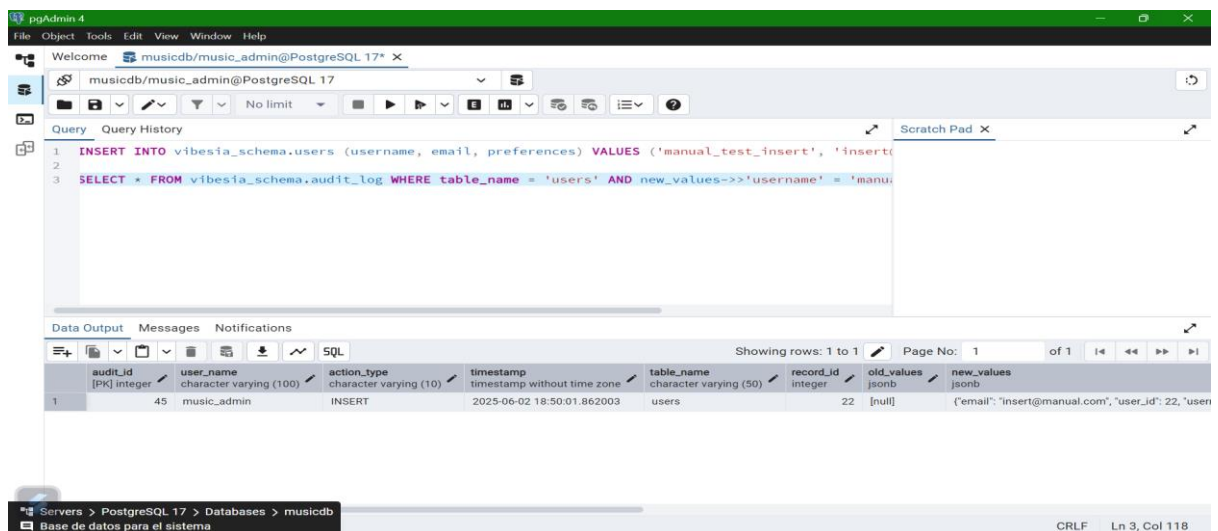 pgAdmin 4
File Object Tools Edit View Window Help
Welcome musicdb/music_admin@PostgreSQL 17* X
musicdb/music_admin@PostgreSQL 17
No limit
Query Query History
Scratch Pad X
1 INSERT INTO vibesia_schema.users (username, email, preferences) VALUES ('manual_test_insert', 'insert@
2
3 SELECT * FROM vibesia_schema.audit_log WHERE table_name = 'users' AND new_values->>'username' = 'manu
Data Output Messages Notifications
SQL
Showing rows: 1 to 1 Page No: 1 of 1
audit_id user_name action_type timestamp table_name record_id old_values new_values
[PK] integer character varying (100) character varying (10) timestamp without time zone character varying (50) integer jsonb jsonb
1 45 music_admin INSERT 2025-06-02 18:50:01.862003 users 22 [null] {"email": "insert@manual.com", "user_id": 22, "user
Servers > PostgreSQL 17 > Databases > musicdb
Base de datos para el sistema
CRLF Ln 3, Col 118